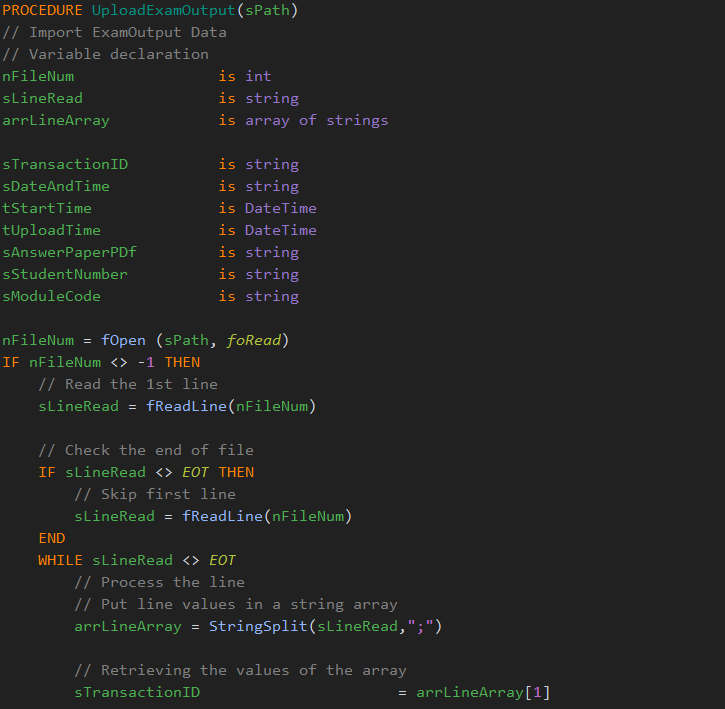 PROCEDURE UploadExamOutput(sPath)
// Import ExamOutput Data
// Variable declaration
nFileNum is int
sLineRead is string
arrLineArray is array of strings
sTransactionID is string
sDateAndTime is string
tStartTime is DateTime
tUploadTime is DateTime
sAnswerPaperPDf is string
sStudentNumber is string
sModuleCode is string
nFileNum = fOpen (sPath, foRead)
IF nFileNum <> -1 THEN
// Read the 1st line
sLineRead = fReadLine(nFileNum)
// Check the end of file
IF sLineRead <> EOT THEN
// Skip first line
sLineRead = fReadLine(nFileNum)
END
WHILE sLineRead <> EOT
// Process the line
// Put line values in a string array
arrLineArray = StringSplit(sLineRead,";")
// Retrieving the values of the array
sTransactionID = arrLineArray[1]